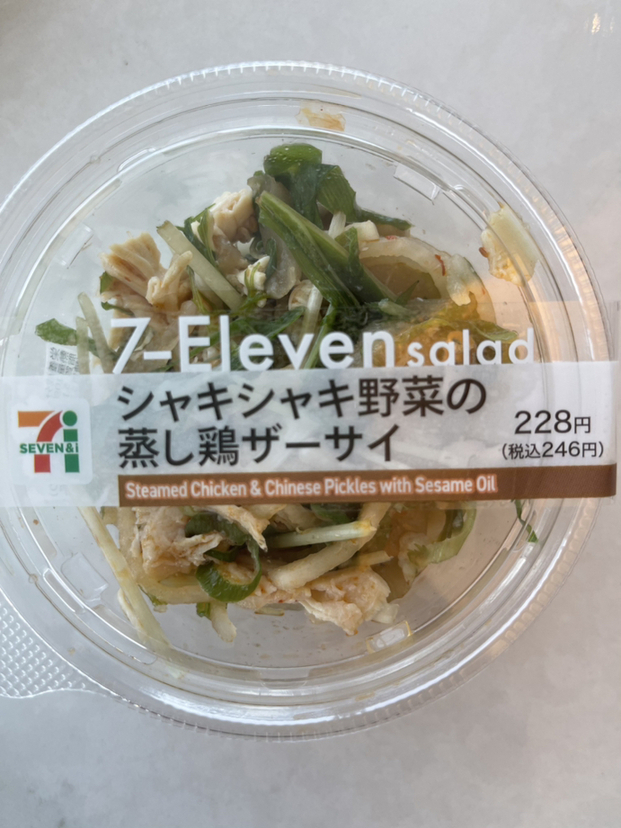 7-Eleven salad
シャキシャキ野菜の
蒸し鶏ザーサイ
228円
(税込246円)
7
SEVEN&i
Steamed Chicken & Chinese Pickles with Sesame Oil